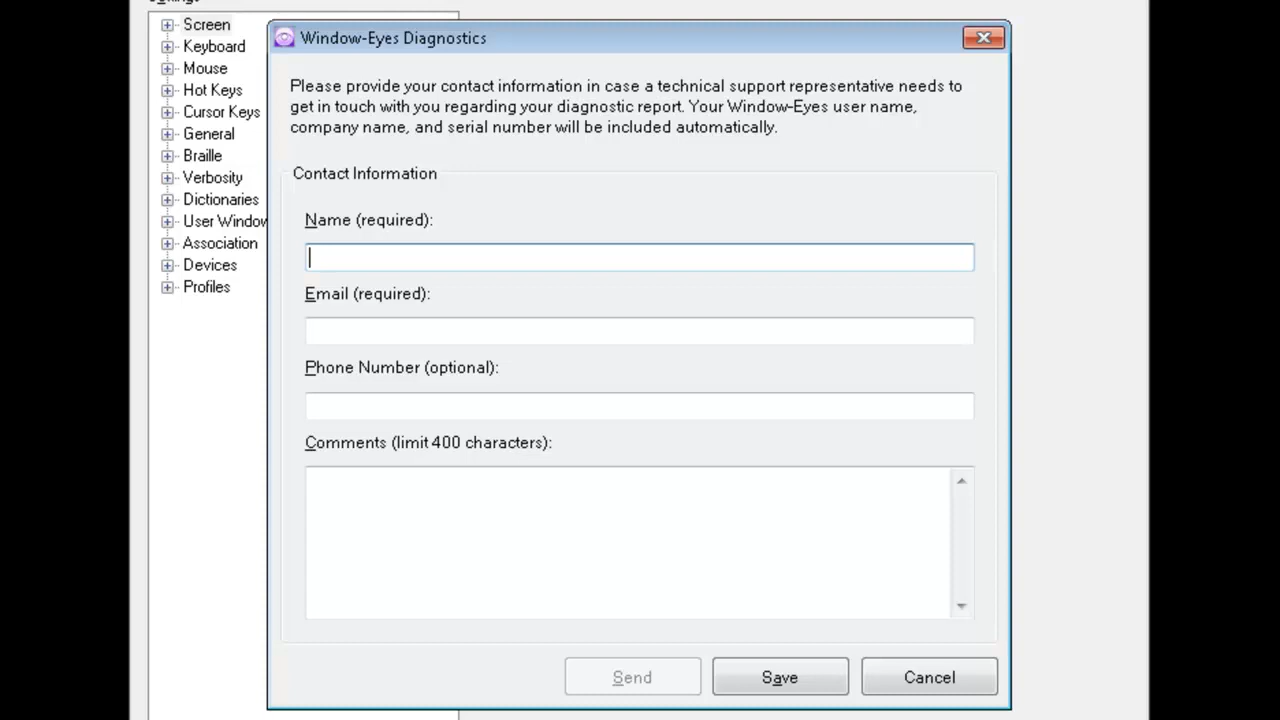 Screen
Keyboard
Mouse
Hot Keys
Cursor Keys
General
Braille
Verbosity
Dictionaries
User Window
Association
Devices
Profiles
Window-Eyes Diagnostics
Please provide your contact information in case a technical support representative needs to
get in touch with you regarding your diagnostic report. Your Window-Eyes user name,
company name, and serial number will be included automatically.
Contact Information
Name (required):
Email (required):
Phone Number (optional):
Comments (limit 400 characters):
Send
Save
Cancel